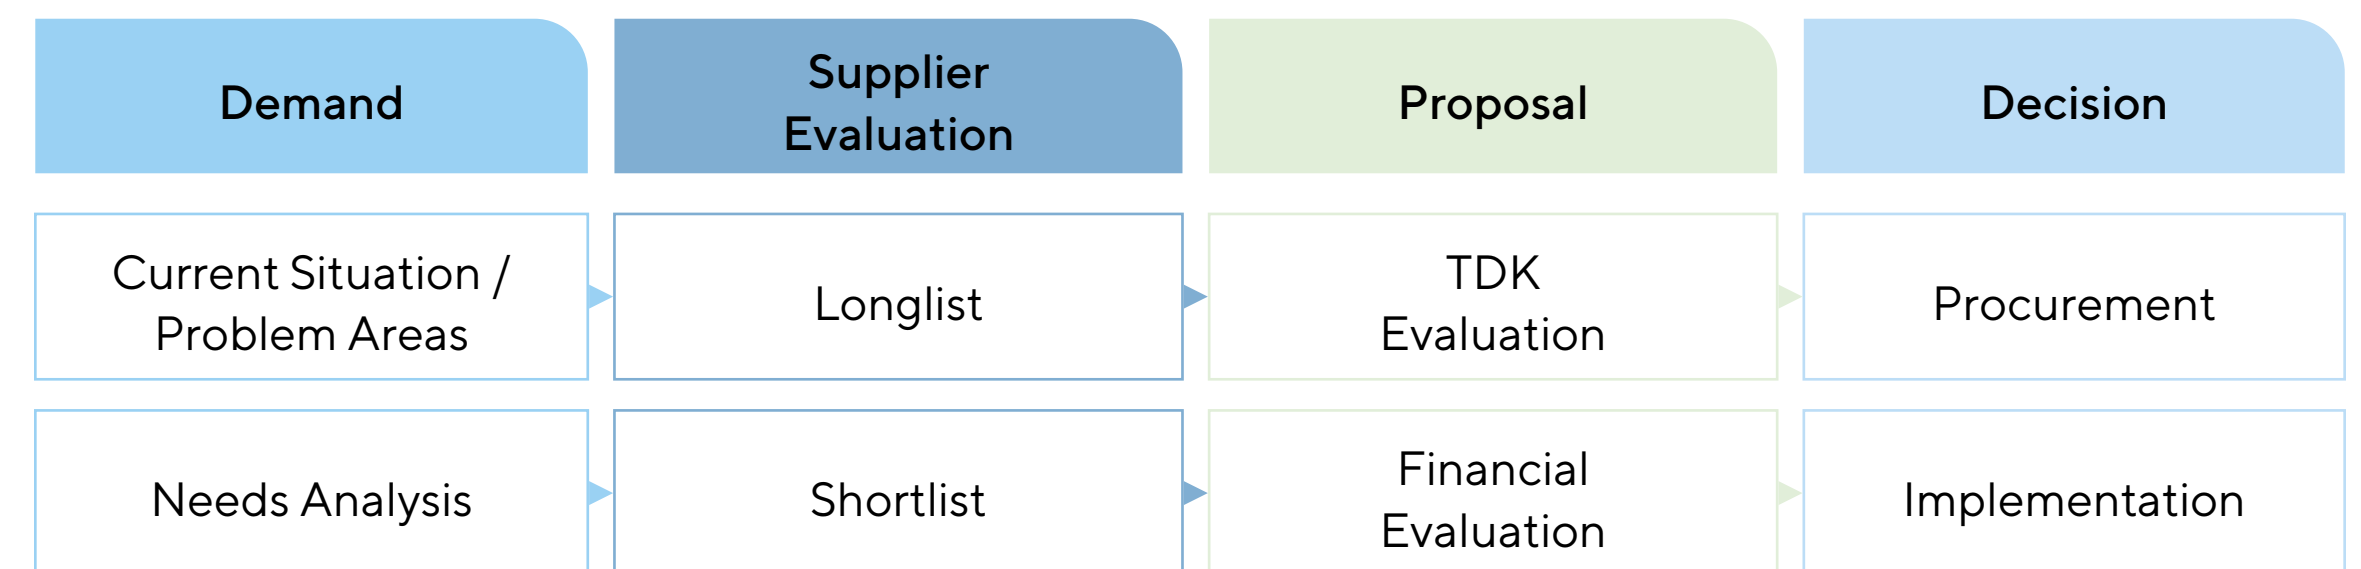 Demand
Supplier
Evaluation
Proposal
Decision
Current Situation /
Problem Areas
Longlist
TDK
Evaluation
Procurement
Needs Analysis
Shortlist
Financial
Evaluation
Implementation